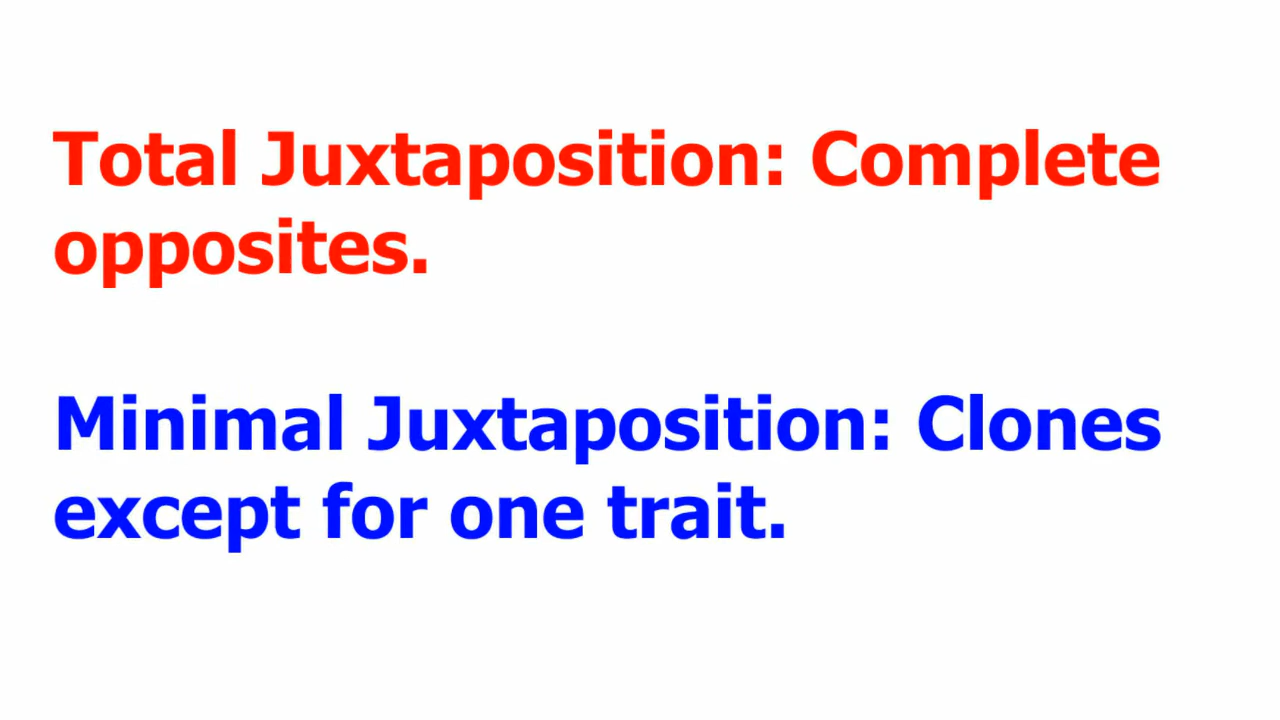 Total Juxtaposition: Complete
opposites.
Minimal Juxtaposition: Clones
except for one trait.